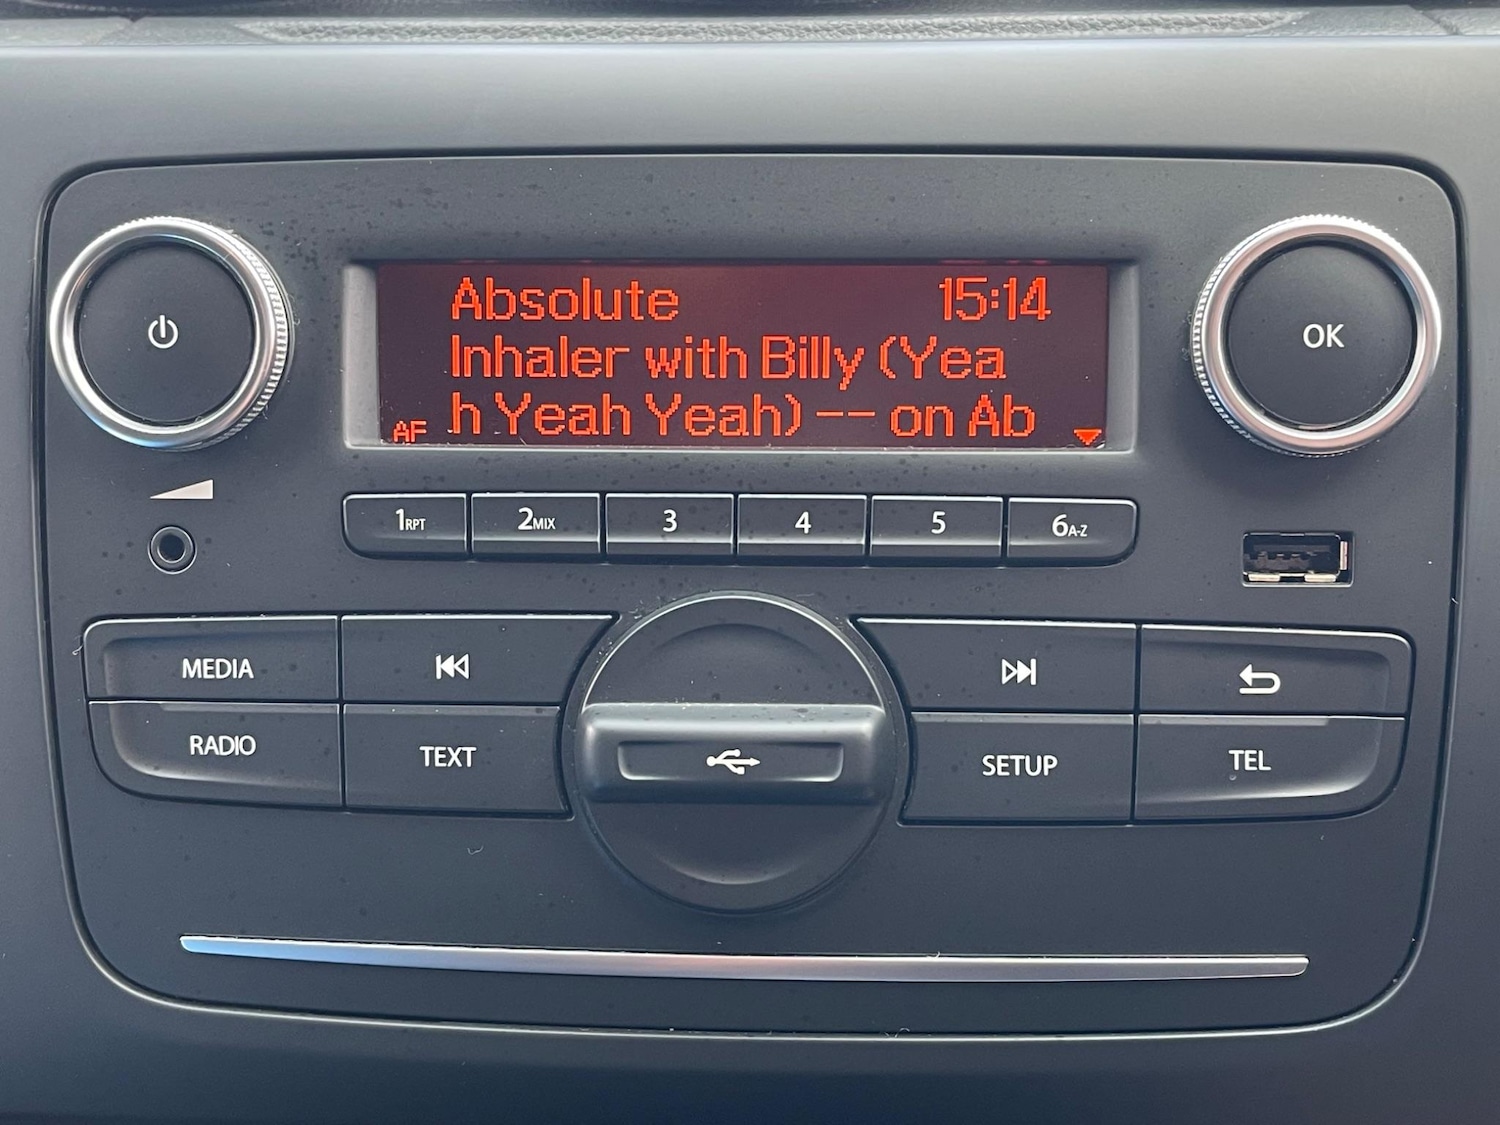 Absolute 15:14
Inhaler with Billy (Yea
h Yeah Yeah) -- on Ab
AF
OK
1RPT 2MIX 3 4 5 6A-Z
MEDIA
RADIO TEXT SETUP TEL